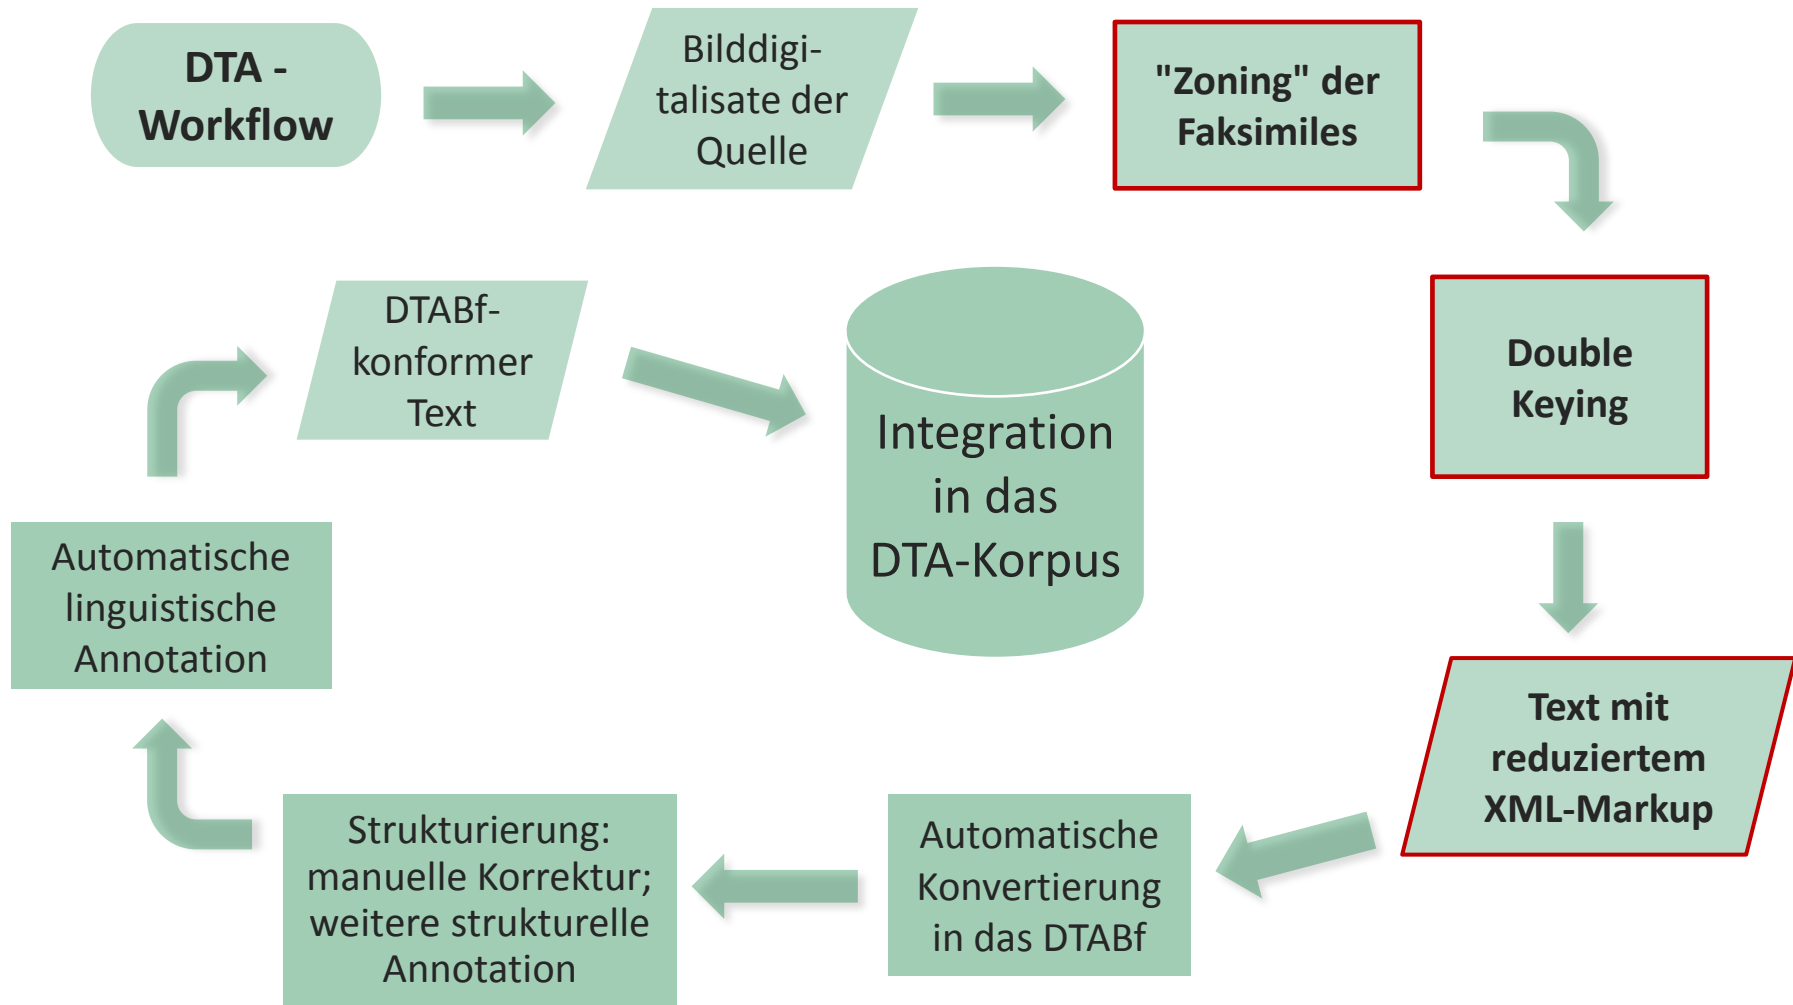 DTA -
Workflow
Bilddigi-
talisate der
Quelle
"Zoning" der
Faksimiles
Double
Keying
Text mit
reduziertem
XML-Markup
Automatische
Konvertierung
in das DTABf
Strukturierung:
manuelle Korrektur;
weitere strukturelle
Annotation
Automatische
linguistische
Annotation
DTABf-
konformer
Text
Integration
in das
DTA-Korpus